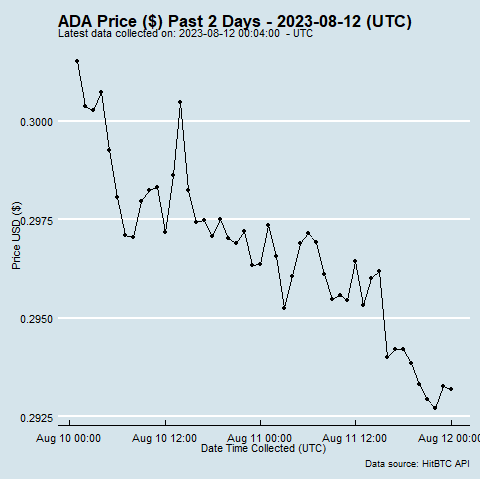 ADA Price ($) Past 2 Days - 2023-08-12 (UTC)
Latest data collected on: 2023-08-12 00:04:00 - UTC
0.3000
0.2975
0.2950
0.2925
Price USD ($)
Aug 10 00:00 Aug 10 12:00 Aug 11 00:00 Aug 11 12:00 Aug 12 00:0
Date Time Collected (UTC)
Data source: HitBTC API